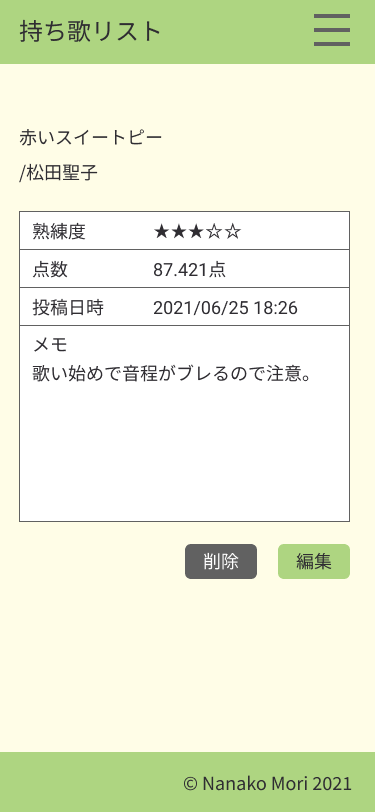 持ち歌リスト
赤いスイートピー
/松田聖子
熟練度 ★★★☆☆
点数 87.421点
投稿日時 2021/06/25 18:26
メモ
歌い始めで音程がブレるので注意。
削除 編集
© Nanako Mori 2021